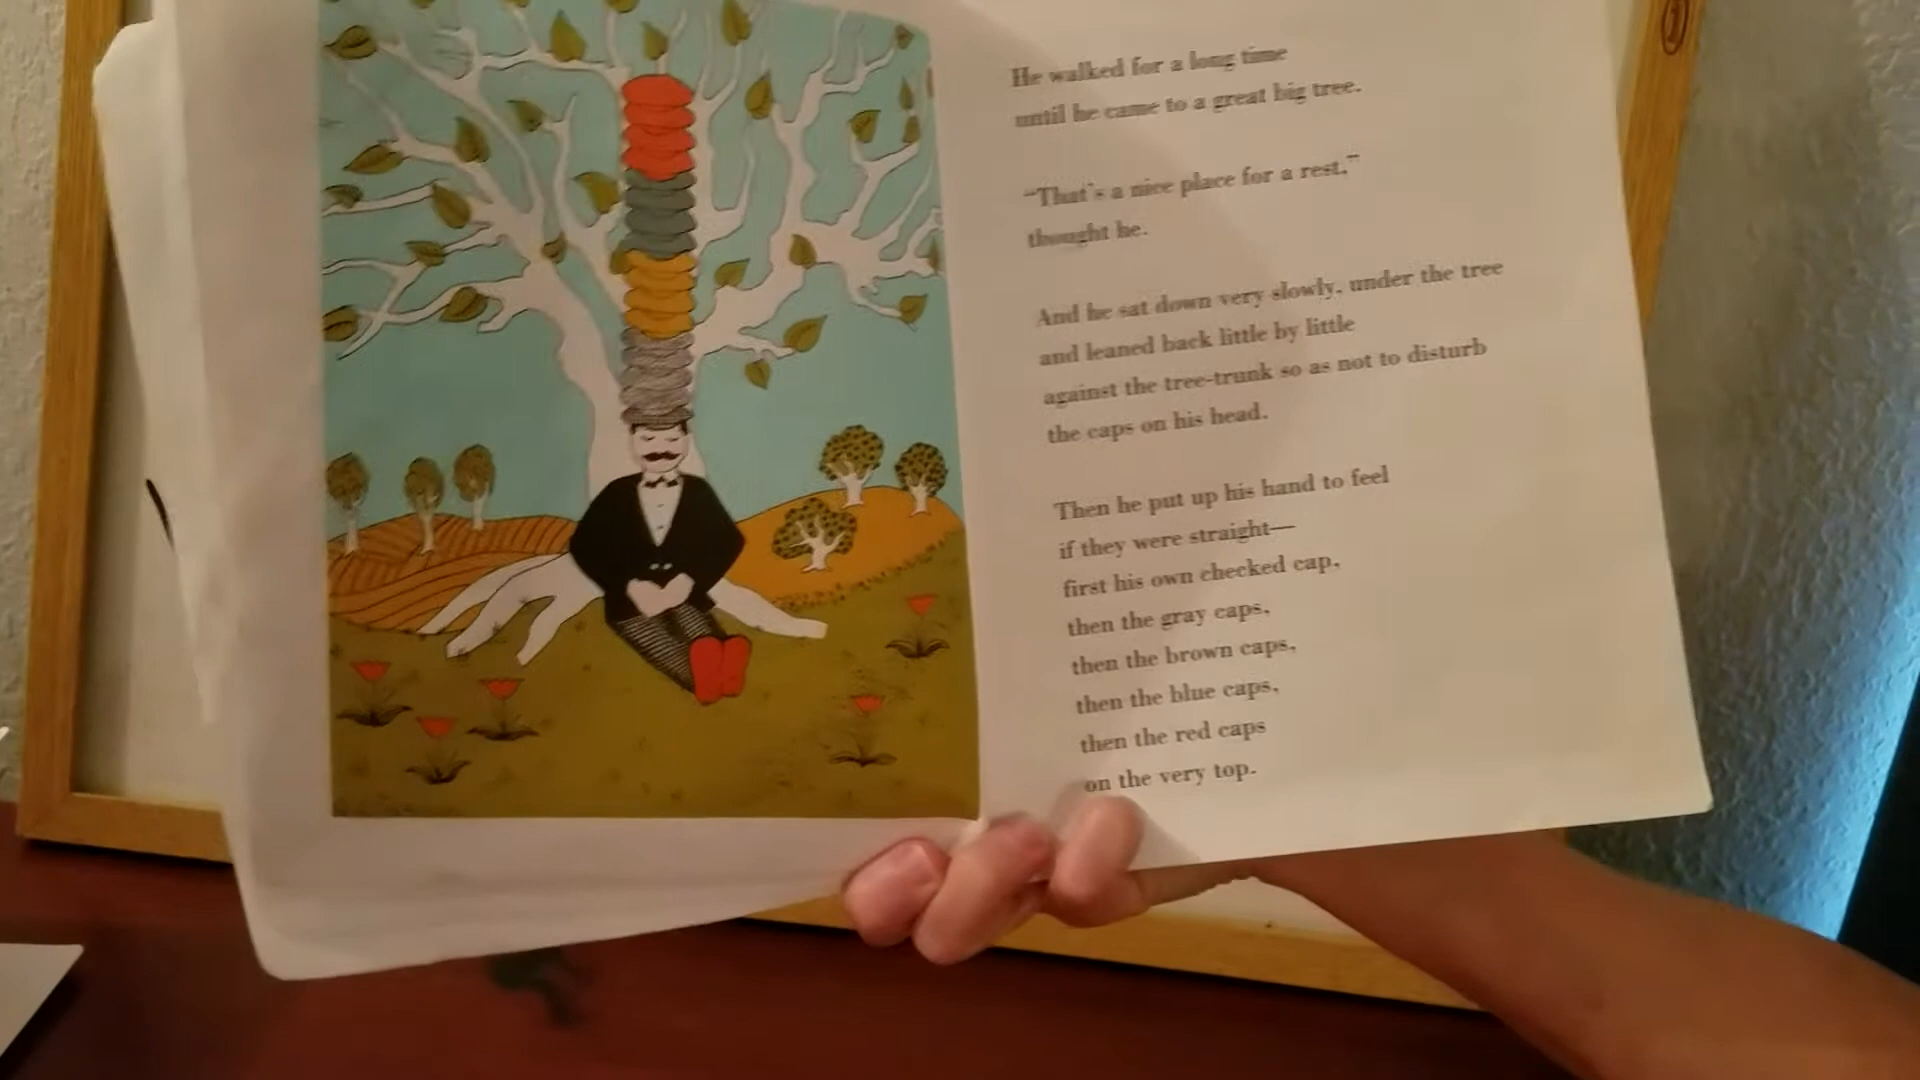 He walked for a long time
until he came to a great big tree.
“That's a nice place for a rest,”
thought he.
And he sat down very slowly, under the tree
and leaned back little by little
against the tree-trunk so as not to disturb
the caps on his head.
Then he put up his hand to feel
if they were straight—
first his own checked cap,
then the gray caps,
then the brown caps,
then the blue caps,
then the red caps
on the very top.